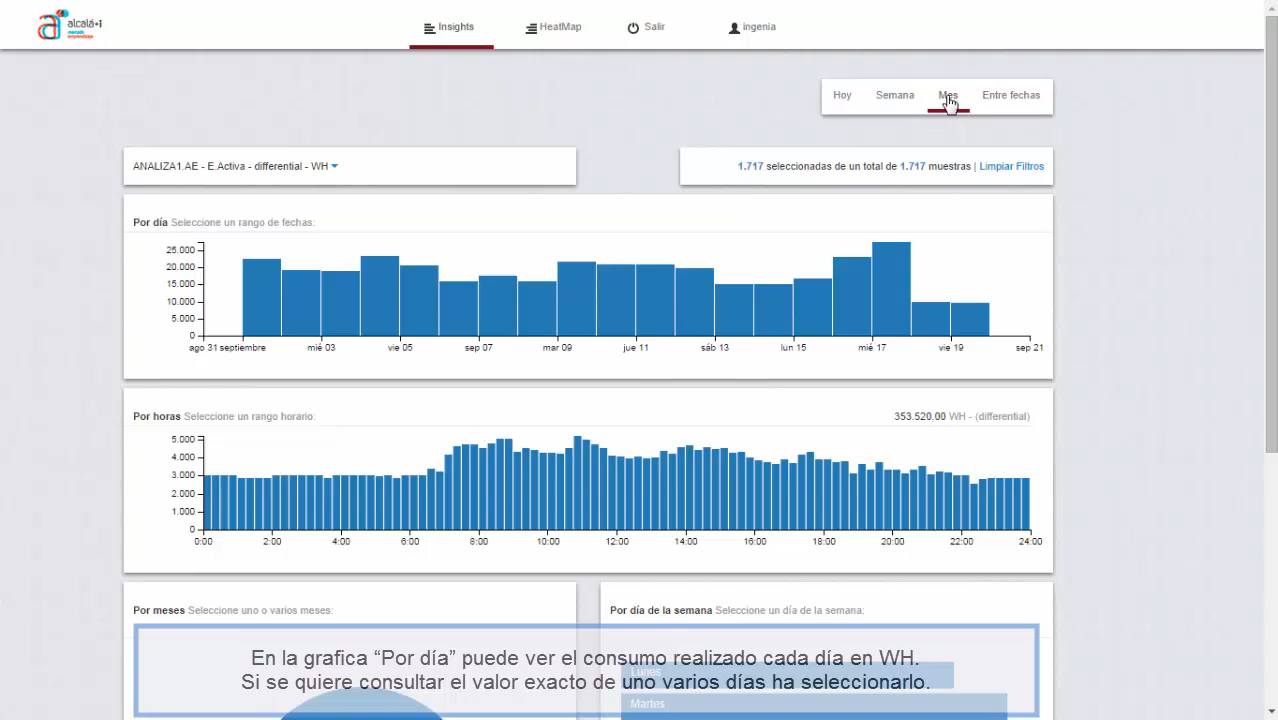 alcalá+i
mercado
emprendizaje
Insights
HeatMap
Salir
ingenia
Hoy
Semana
Mes
Entre fechas
ANALIZA1.AE - E.Activa - differential - WH
1.717 seleccionadas de un total de 1.717 muestras | Limpiar Filtros
Por día Seleccione un rango de fechas:
25.000
20.000
15.000
10.000
5.000
0
ago 31 septiembre mié 03 vie 05 sep 07 mar 09 jue 11 sáb 13 lun 15 mié 17 vie 19 sep 21
Por horas Seleccione un rango horario:
353.520,00 WH - (differential)
5.000
4.000
3.000
2.000
1.000
0
0:00 2:00 4:00 6:00 8:00 10:00 12:00 14:00 16:00 18:00 20:00 22:00 24:00
Por meses Seleccione uno o varios meses:
Por día de la semana Seleccione un día de la semana:
En la grafica “Por día” puede ver el consumo realizado cada día en WH.
Si se quiere consultar el valor exacto de uno varios días ha seleccionarlo.
Lunes
Martes